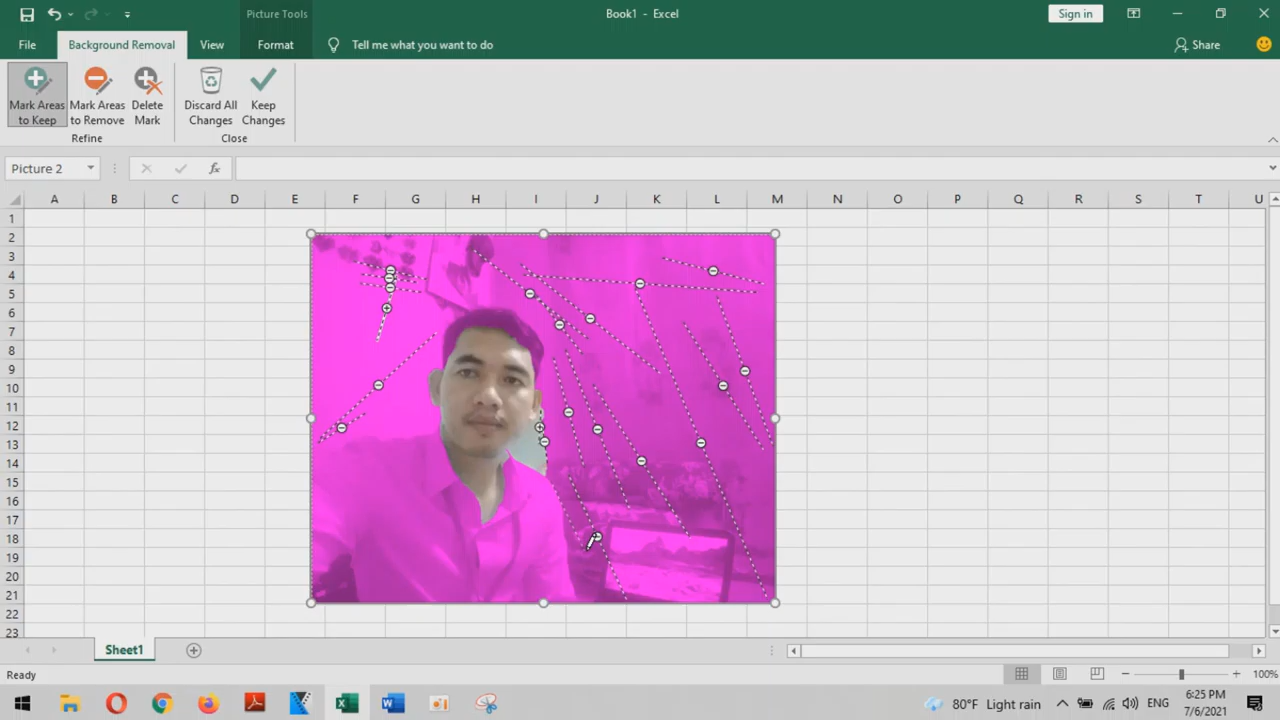 Picture Tools
Book1 - Excel
Sign in
File
Background Removal
View
Format
Tell me what you want to do
Share
Mark Areas to Keep
Mark Areas to Remove
Delete Mark
Discard All Changes
Keep Changes
Refine
Close
Picture 2
fx
A B C D E F G H I J K L M N O P Q R S T U
1
2
3
4
5
6
7
8
9
10
11
12
13
14
15
16
17
18
19
20
21
22
23
Sheet1
Ready
100%
80°F Light rain
ENG
6:25 PM
7/6/2021